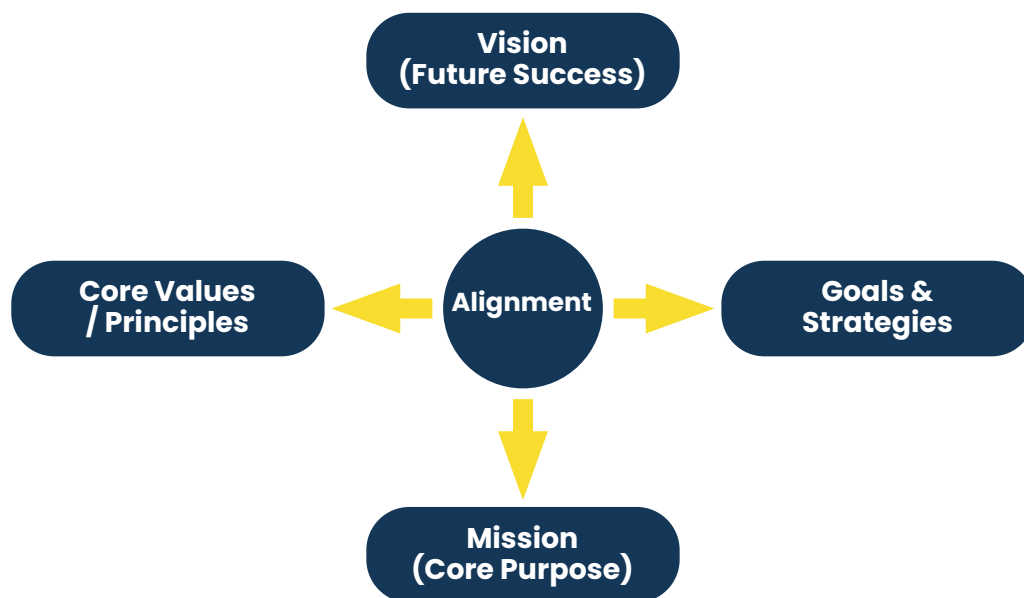 Vision
(Future Success)
Core Values
/ Principles
Alignment
Goals &
Strategies
Mission
(Core Purpose)